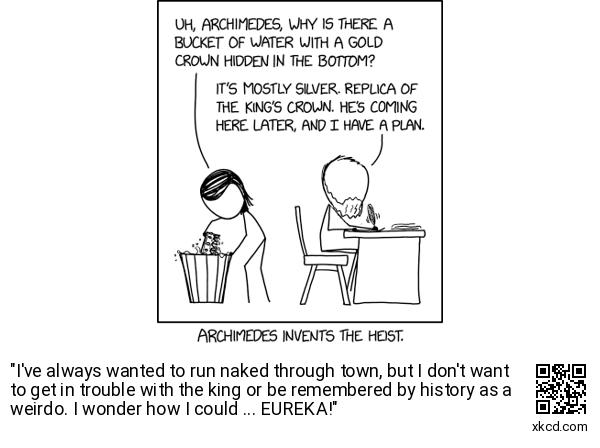 UH, ARCHIMEDES, WHY IS THERE A
BUCKET OF WATER WITH A GOLD
CROWN HIDDEN IN THE BOTTOM?
IT'S MOSTLY SILVER. REPLICA OF
THE KING'S CROWN. HE'S COMING
HERE LATER, AND I HAVE A PLAN.
ARCHIMEDES INVENTS THE HEIST.
"I've always wanted to run naked through town, but I don't want
to get in trouble with the king or be remembered by history as a
weirdo. I wonder how I could ... EUREKA!"
xkcd.com